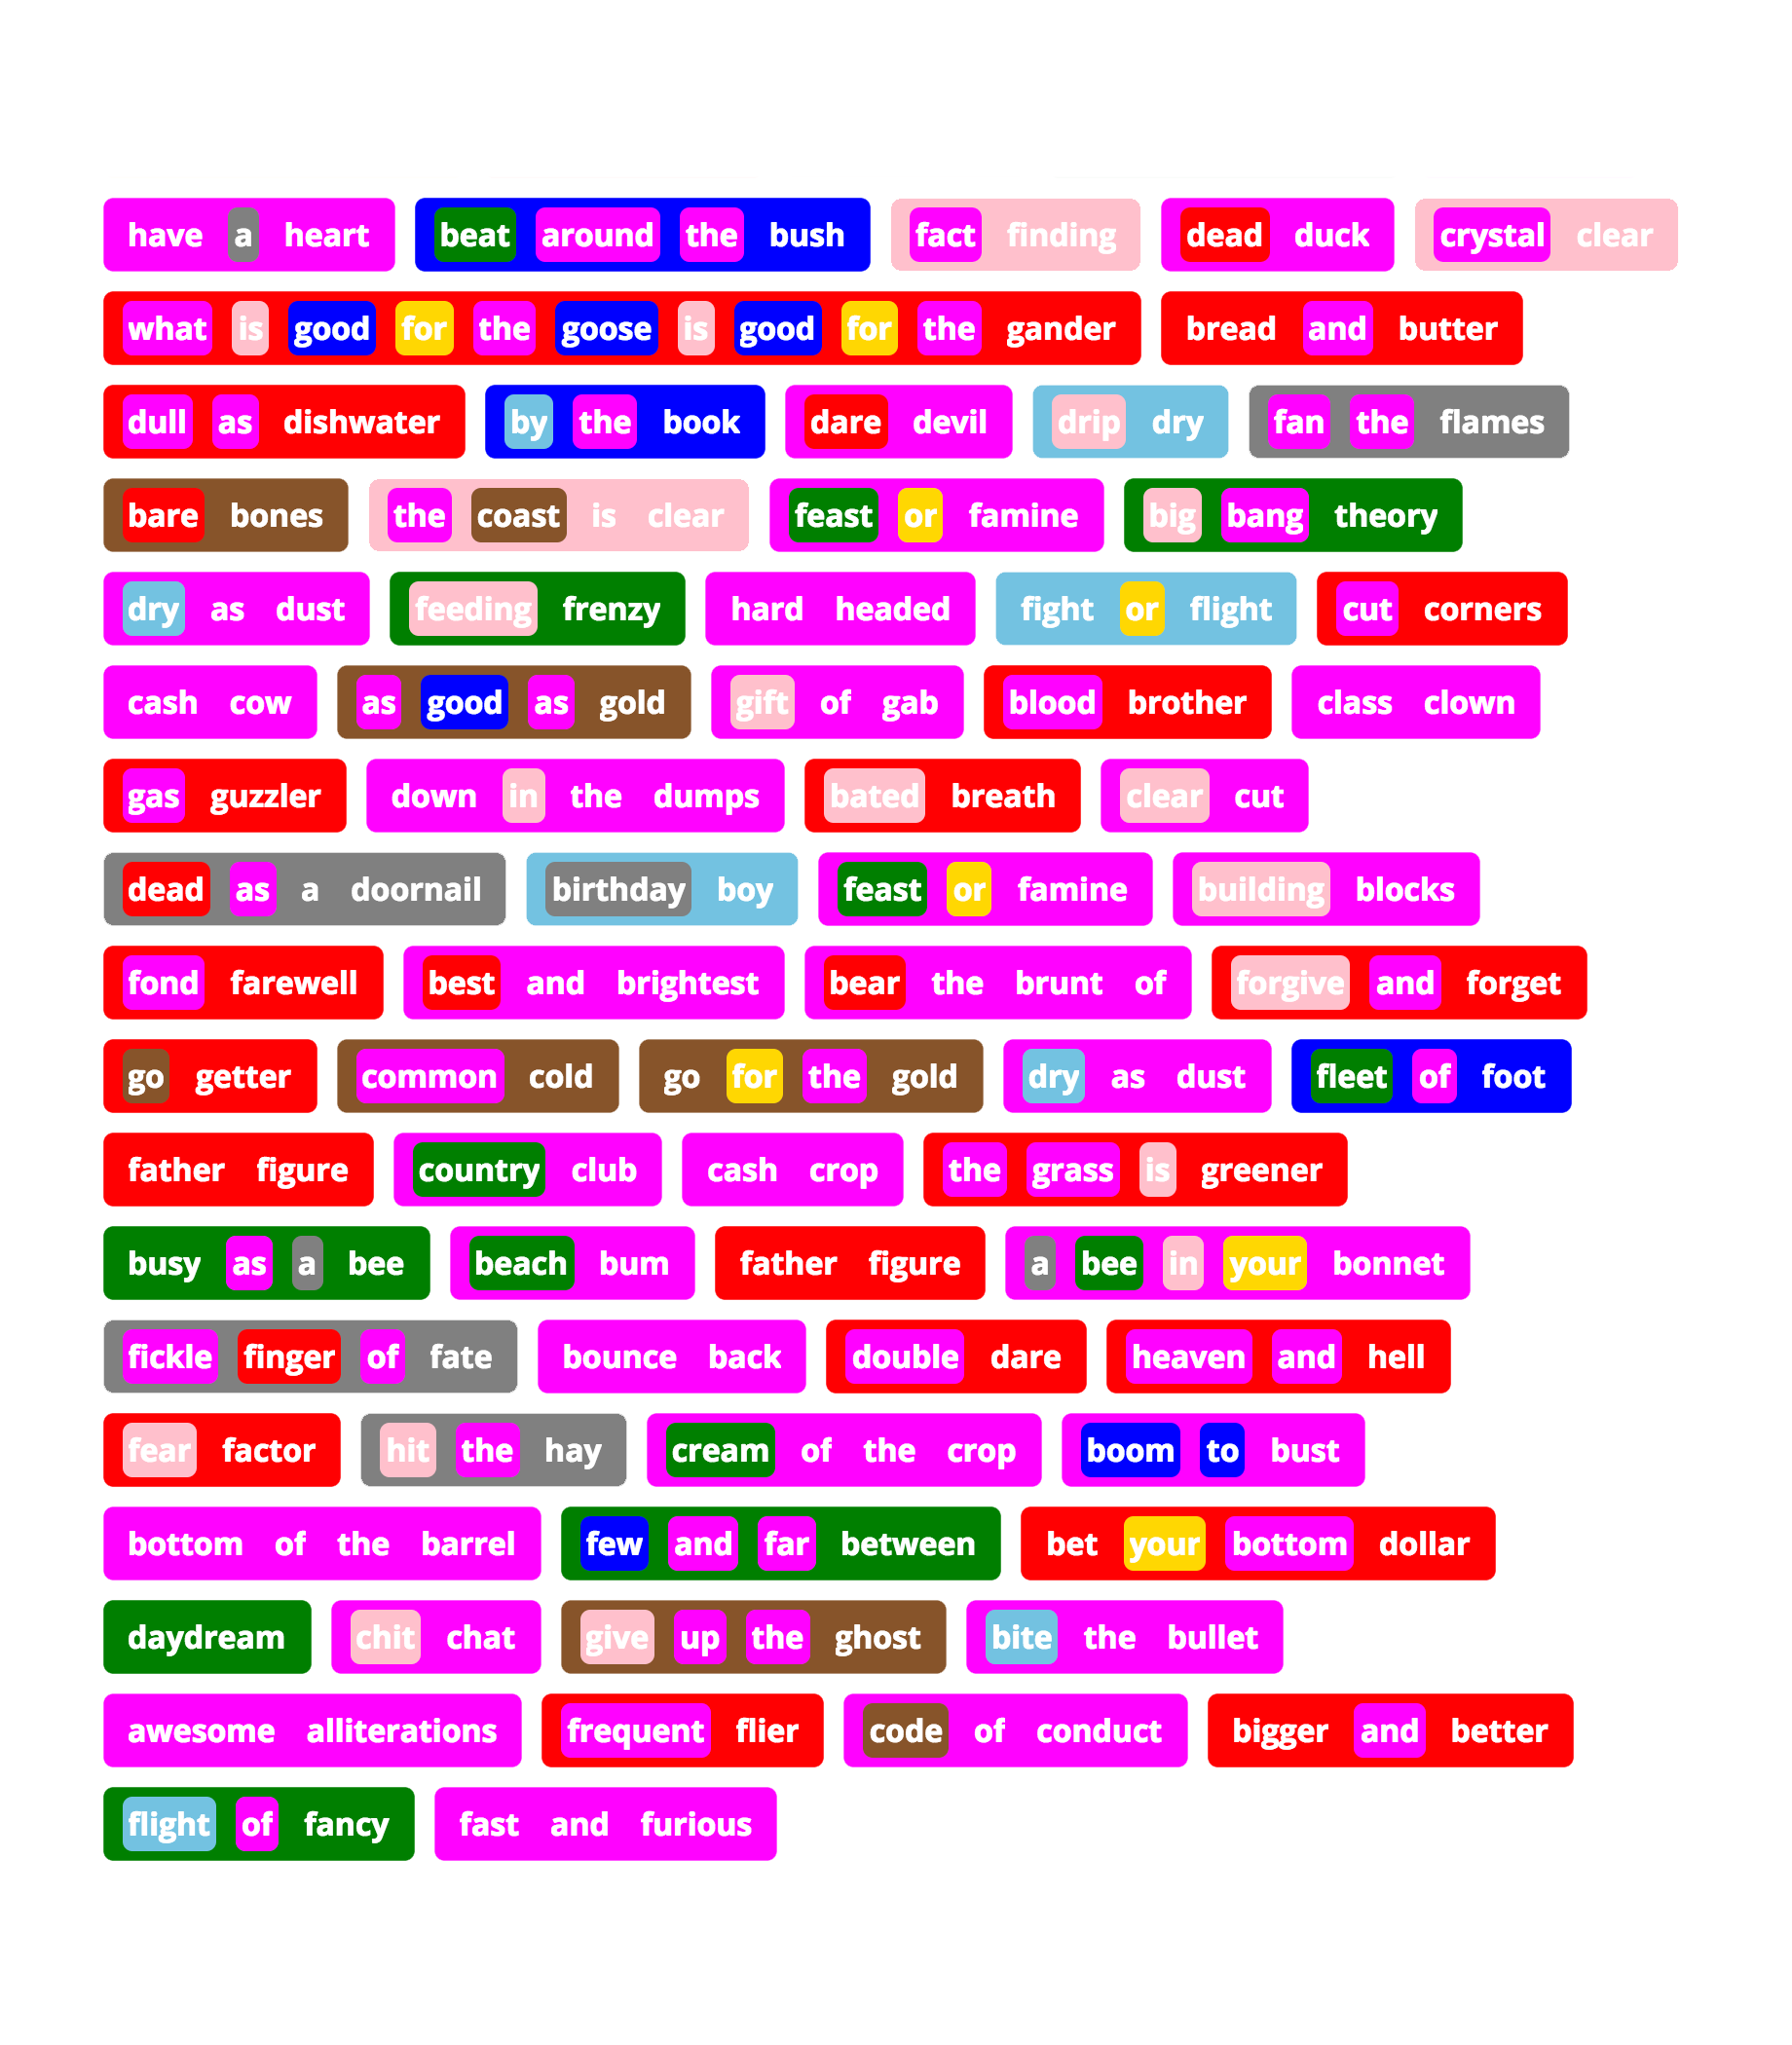 have a heart beat around the bush fact finding dead duck crystal clear
what is good for the goose is good for the gander bread and butter
dull as dishwater by the book dare devil drip dry fan the flames
bare bones the coast is clear feast or famine big bang theory
dry as dust feeding frenzy hard headed fight or flight cut corners
cash cow as good as gold gift of gab blood brother class clown
gas guzzler down in the dumps bated breath clear cut
dead as a doornail birthday boy feast or famine building blocks
fond farewell best and brightest bear the brunt of forgive and forget
go getter common cold go for the gold dry as dust fleet of foot
father figure country club cash crop the grass is greener
busy as a bee beach bum father figure a bee in your bonnet
fickle finger of fate bounce back double dare heaven and hell
fear factor hit the hay cream of the crop boom to bust
bottom of the barrel few and far between bet your bottom dollar
daydream chit chat give up the ghost bite the bullet
awesome alliterations frequent flier code of conduct bigger and better
flight of fancy fast and furious